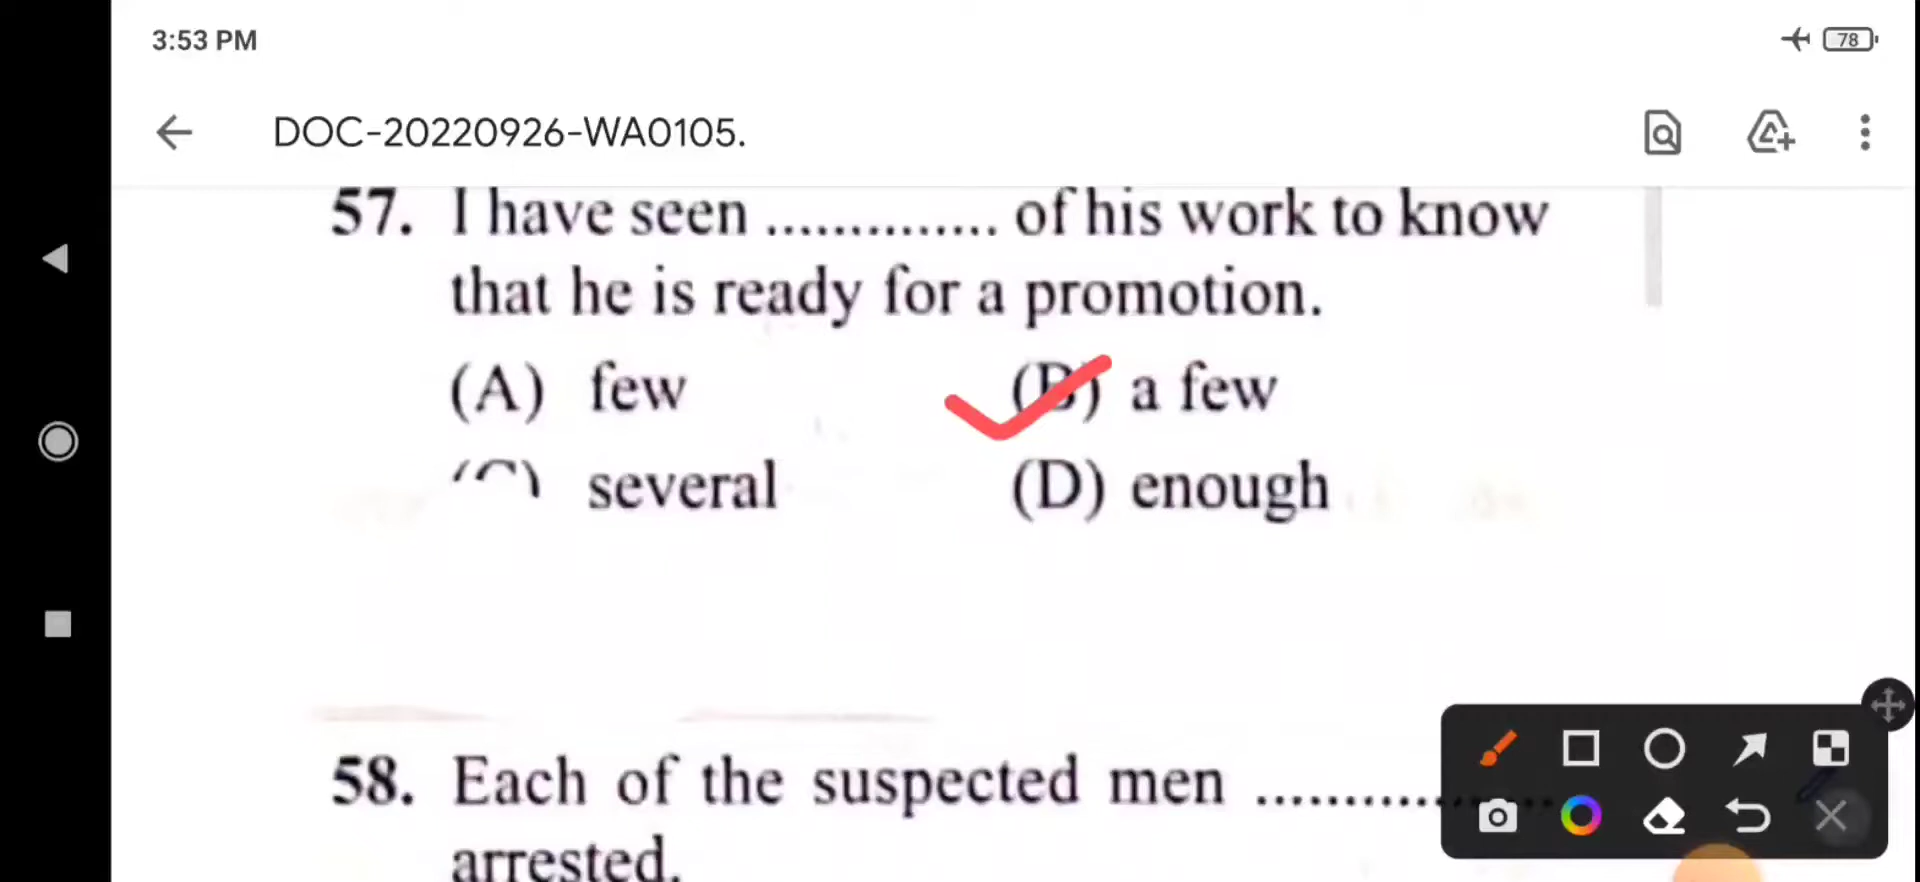 3:53 PM
78
DOC-20220926-WA0105.
57. I have seen .............. of his work to know
that he is ready for a promotion.
(A) few (B) a few
(C) several (D) enough
58. Each of the suspected men ..............
arrested.